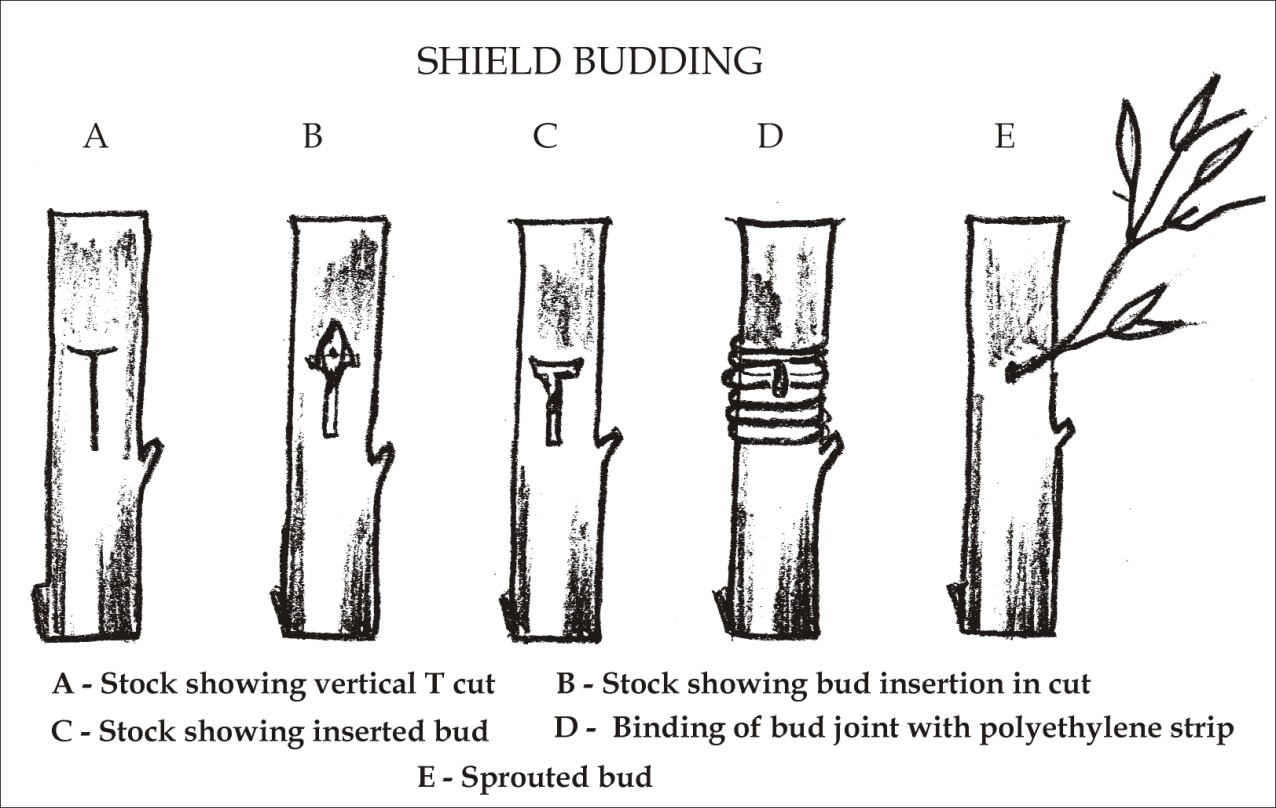 SHIELD BUDDING
A B C D E
A - Stock showing vertical T cut B - Stock showing bud insertion in cut
C - Stock showing inserted bud D - Binding of bud joint with polyethylene strip
E - Sprouted bud